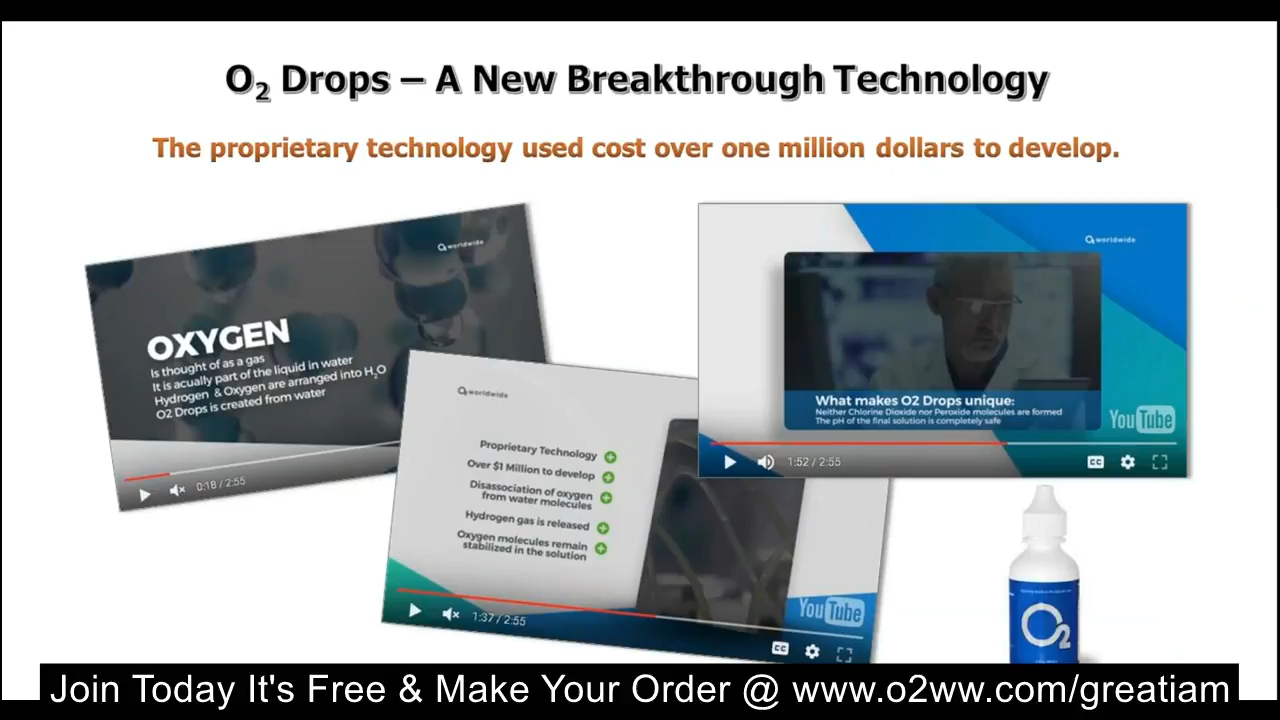 O₂ Drops – A New Breakthrough Technology
The proprietary technology used cost over one million dollars to develop.
worldwide
OXYGEN
Is thought of as a gas
It is acually part of the liquid in water
Hydrogen & Oxygen are arranged into H₂O
O2 Drops is created from water
0:18 / 2:55
worldwide
Proprietary Technology
Over $1 Million to develop
Disassociation of oxygen
from water molecules
Hydrogen gas is released
Oxygen molecules remain
stabilized in the solution
YouTube
1:37 / 2:55
CC
worldwide
What makes O2 Drops unique:
Neither Chlorine Dioxide nor Peroxide molecules are formed
The pH of the final solution is completely safe
YouTube
1:52 / 2:55
CC
O₂
Join Today It's Free & Make Your Order @ www.o2ww.com/greatiam